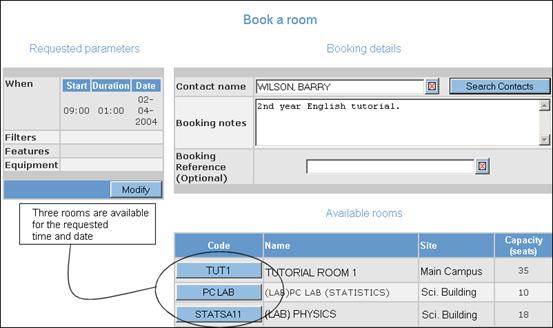 Book a room
Requested parameters
When
Start Duration Date
09:00 01:00 02-04-2004
Filters
Features
Equipment
Modify
Three rooms are available
for the requested
time and date
Booking details
Contact name WILSON, BARRY Search Contacts
Booking notes 2nd year English tutorial.
Booking
Reference
(Optional)
Available rooms
Code Name Site Capacity (seats)
TUT1 TUTORIAL ROOM 1 Main Campus 35
PC LAB (LAB)PC LAB (STATISTICS) Sci. Building 10
STATSA11 (LAB) PHYSICS Sci. Building 18